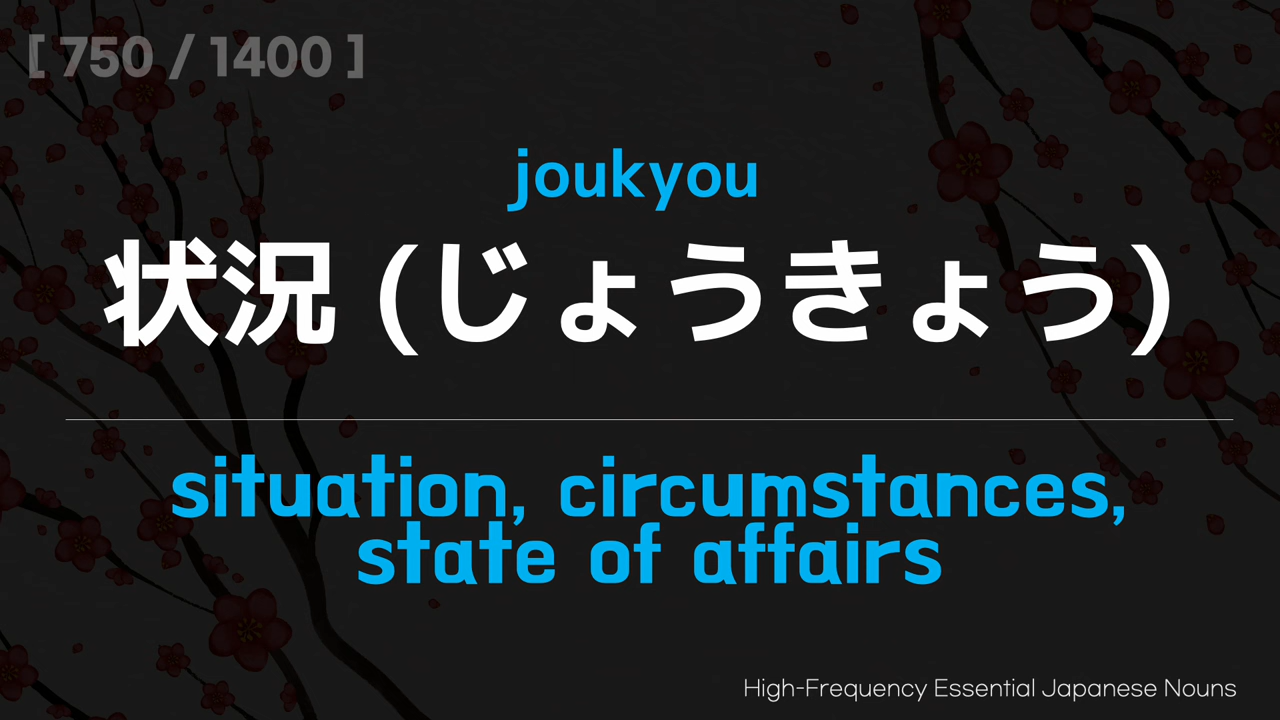 [ 750 / 1400 ]
joukyou
状況 (じょうきょう)
situation, circumstances,
state of affairs
High-Frequency Essential Japanese Nouns